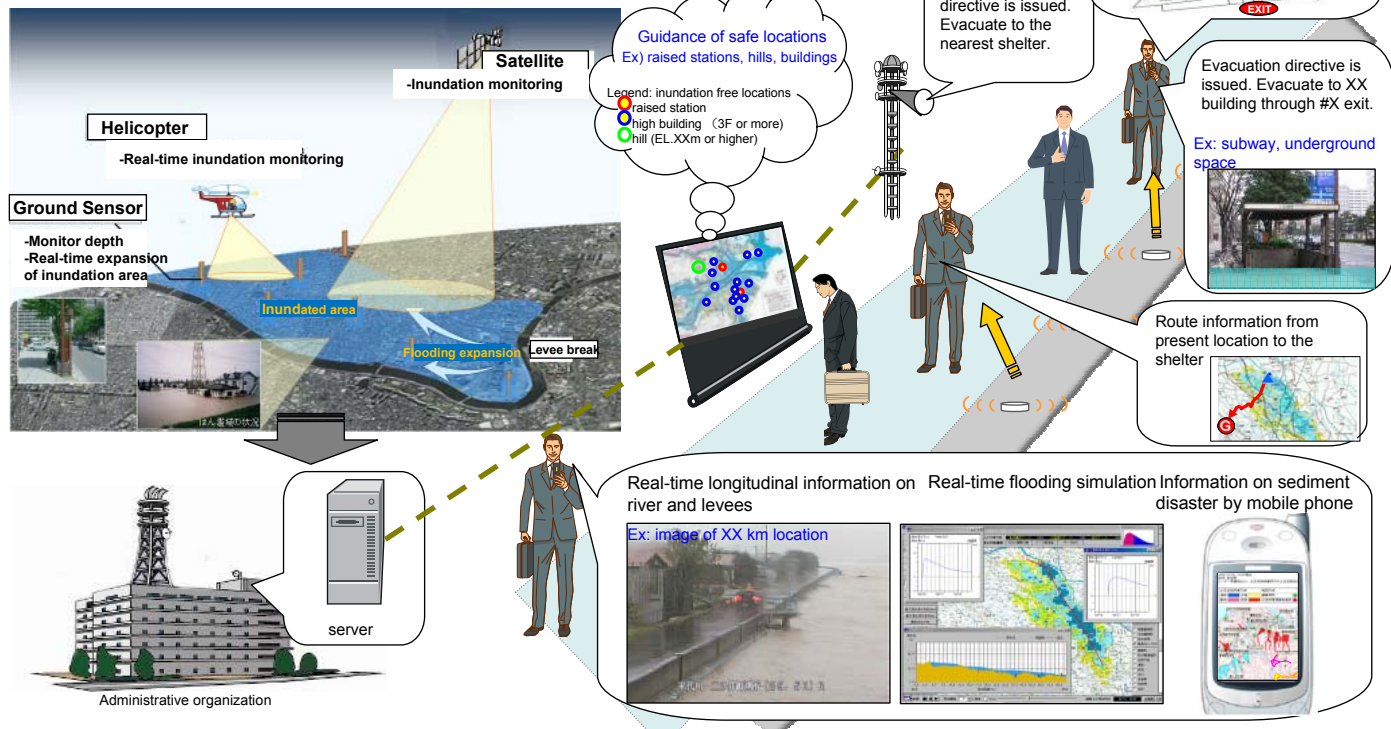 directive is issued.
Evacuate to the
nearest shelter.
EXIT
Guidance of safe locations
Ex) raised stations, hills, buildings
Legend: inundation free locations
raised station
high building （3F or more)
hill (EL.XXm or higher)
Satellite
-Inundation monitoring
Helicopter
-Real-time inundation monitoring
Ground Sensor
-Monitor depth
-Real-time expansion
of inundation area
Inundated area
Flooding expansion
Levee break
Evacuation directive is
issued. Evacuate to XX
building through #X exit.
Ex: subway, underground
space
Route information from
present location to the
shelter
G
server
Administrative organization
Real-time longitudinal information on
river and levees
Ex: image of XX km location
Real-time flooding simulation
Information on sediment
disaster by mobile phone